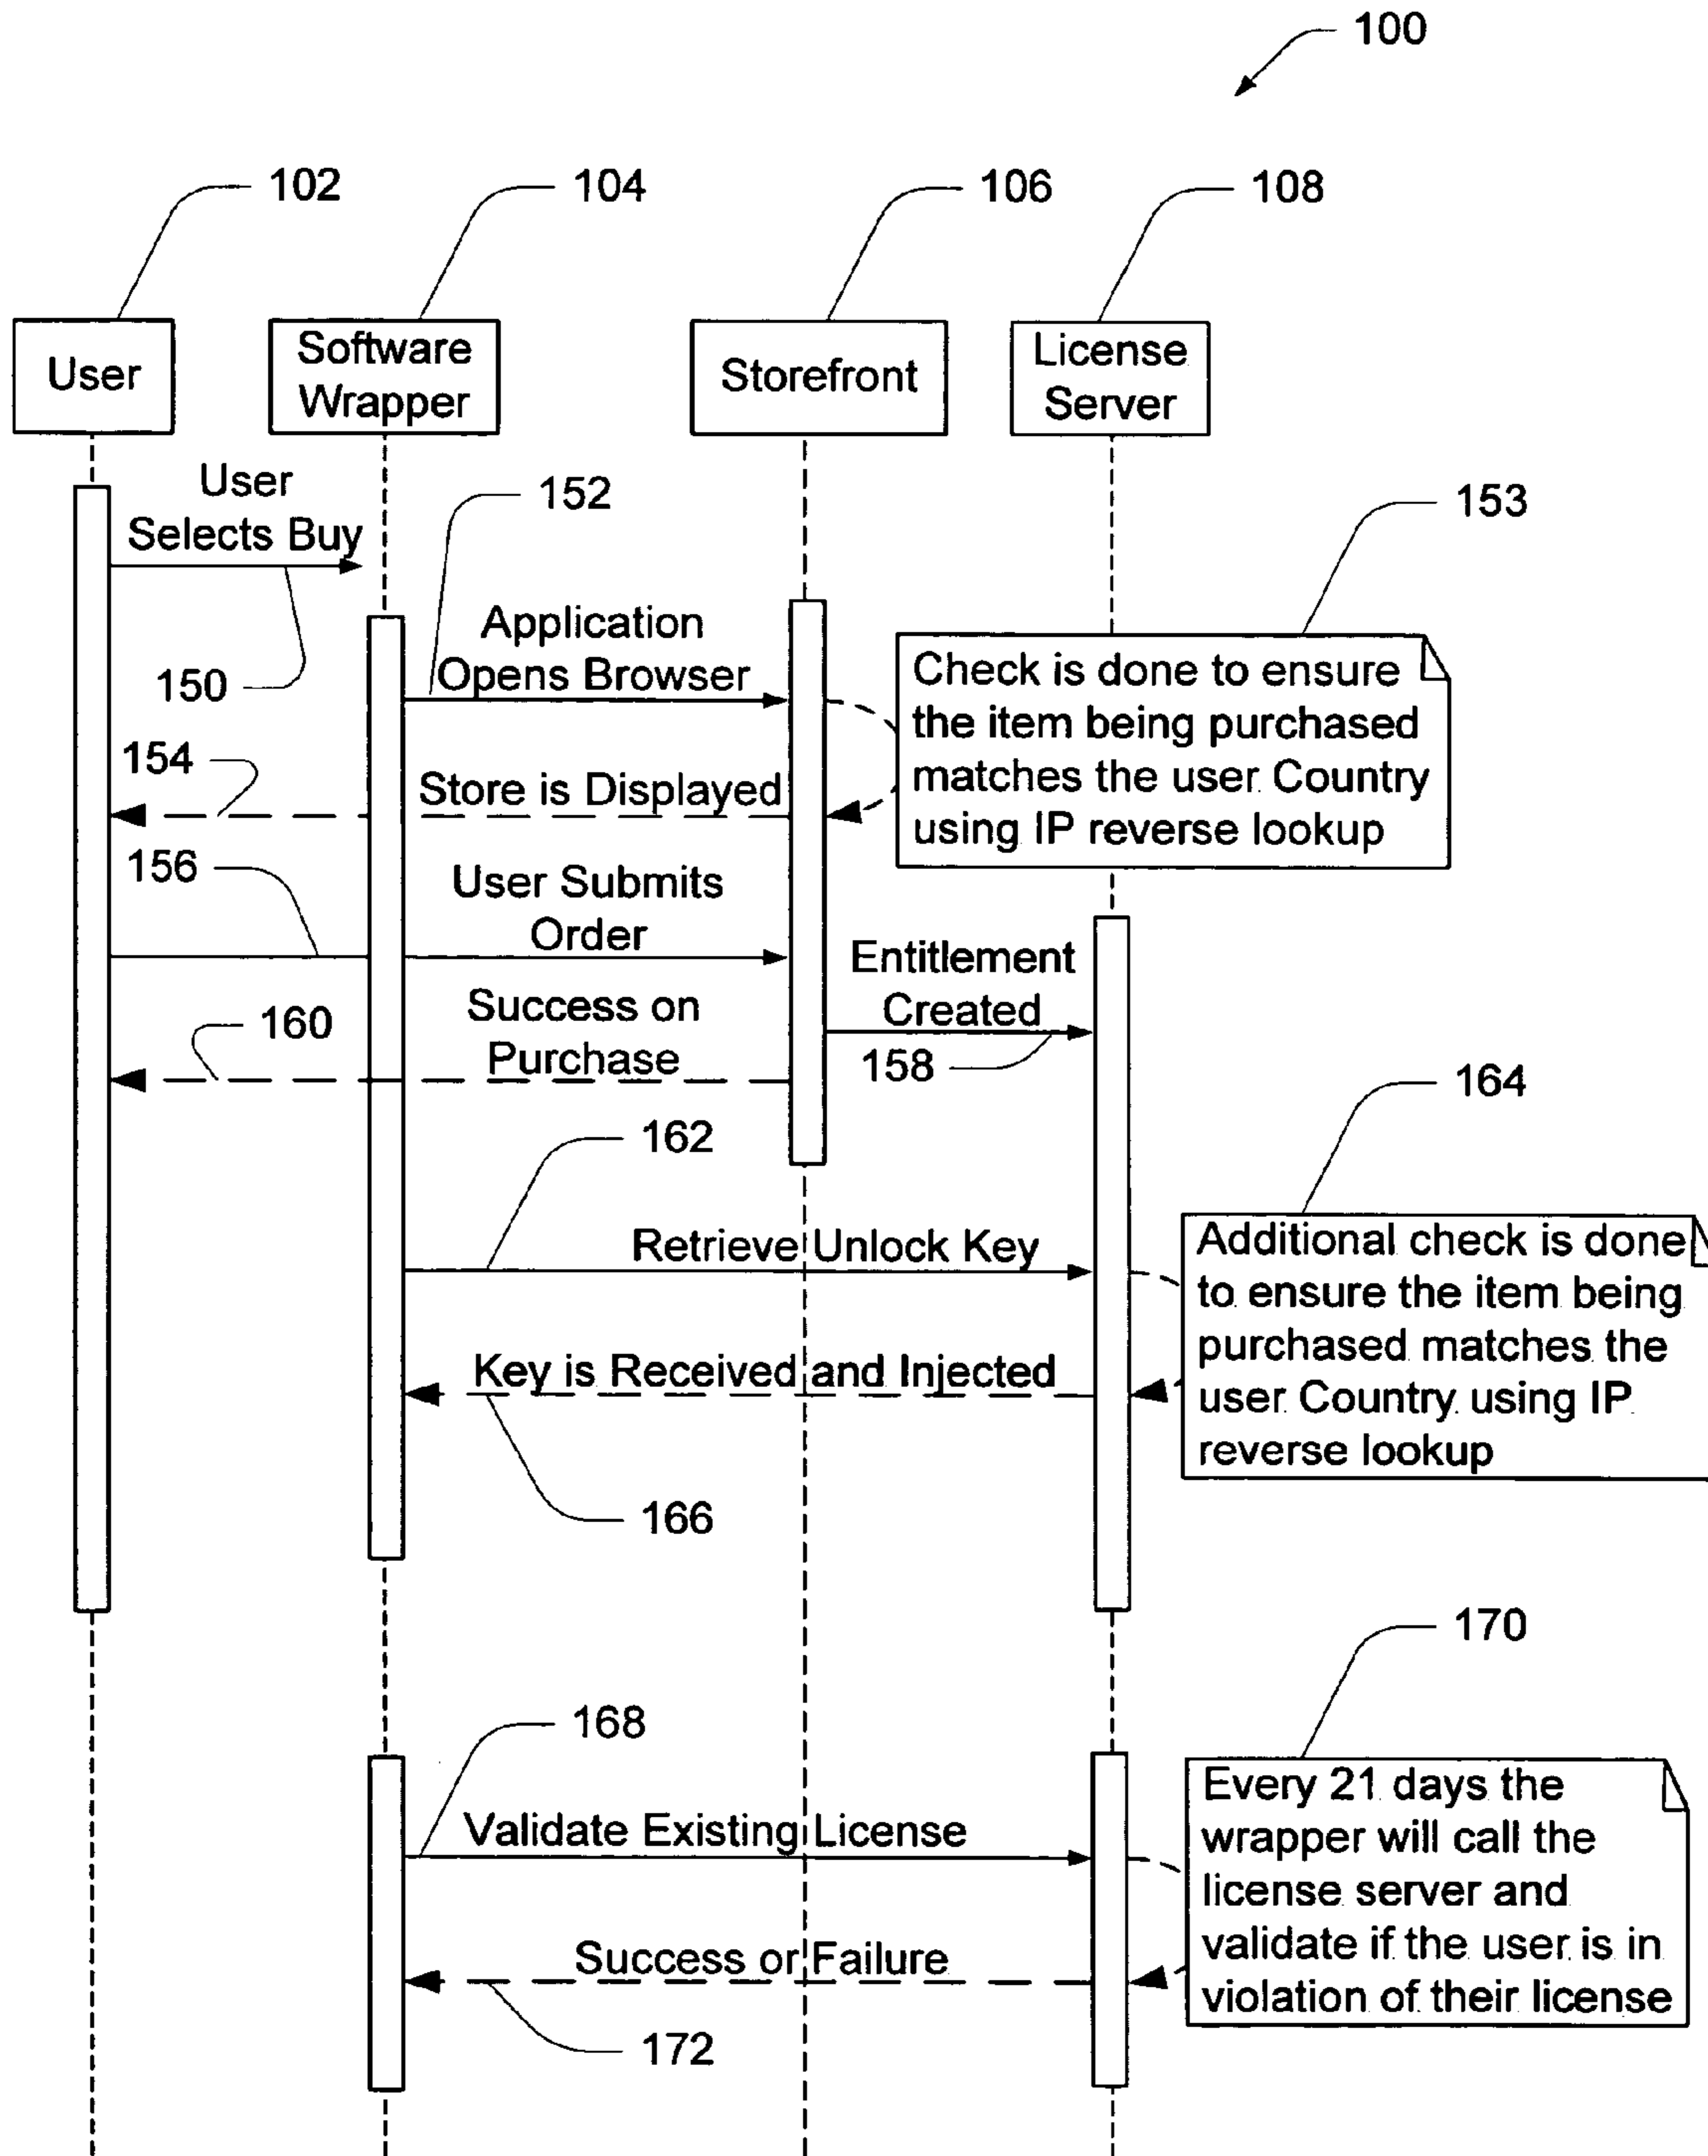 100
102
104
106
108
User
Software
Wrapper
Storefront
License
Server
User
Selects Buy
152
153
150
Application
Opens Browser
Check is done to ensure
the item being purchased
matches the user Country
using IP reverse lookup
154
Store is Displayed
156
User Submits
Order
Entitlement
Created
158
160
Success on
Purchase
162
164
Retrieve Unlock Key
Additional check is done
to ensure the item being
purchased matches the
user Country using IP
reverse lookup
Key is Received and Injected
166
168
170
Validate Existing License
Every 21 days the
wrapper will call the
license server and
validate if the user is in
violation of their license
Success or Failure
172